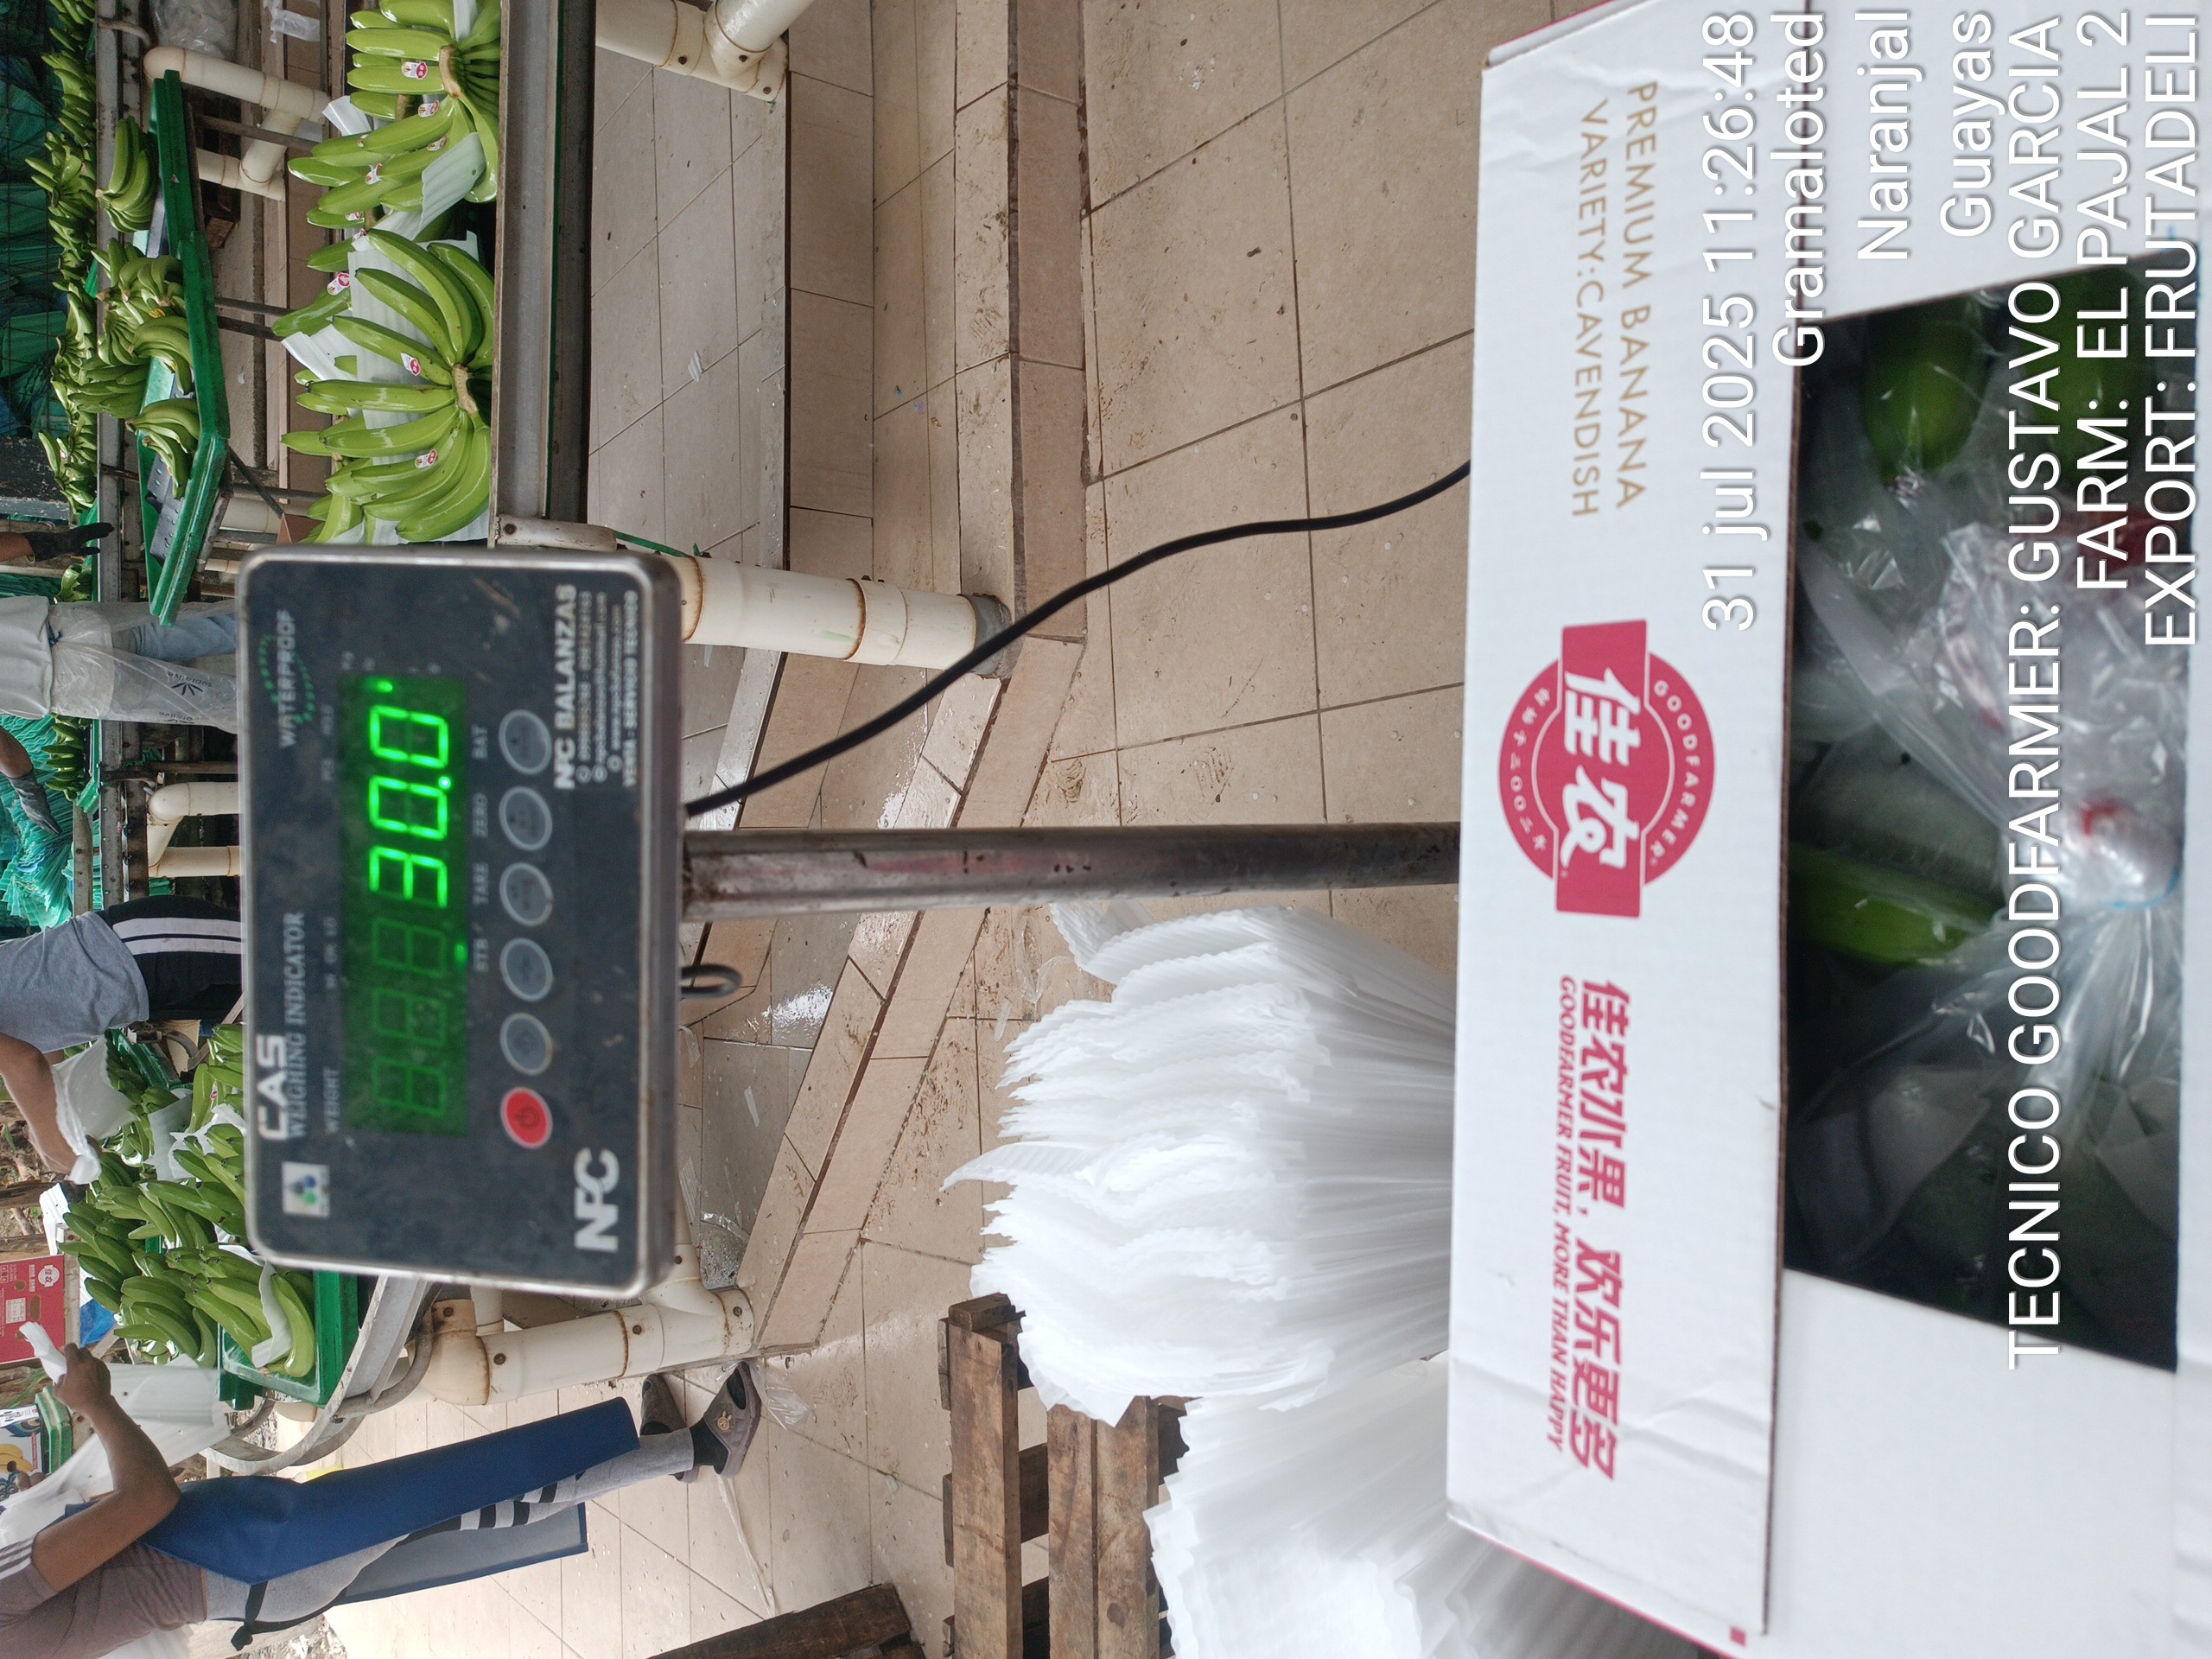 CAS
WEIGHING INDICATOR
WATERPROOF
WEIGHT
30.0
STB TARE ZERO BAT
NFC
NFC BALANZAS
VENTA - SERVICIO TECNICO
佳农水果，欢乐更多
GOODFARMER FRUIT, MORE THAN HAPPY
佳农
GOODFARMER
PREMIUM BANANA
VARIETY:CAVENDISH
31 jul 2025 11:26:48
Gramaloted
Naranjal
Guayas
TECNICO GOODFARMER: GUSTAVO GARCIA
FARM: EL PAJAL 2
EXPORT: FRUTADELI